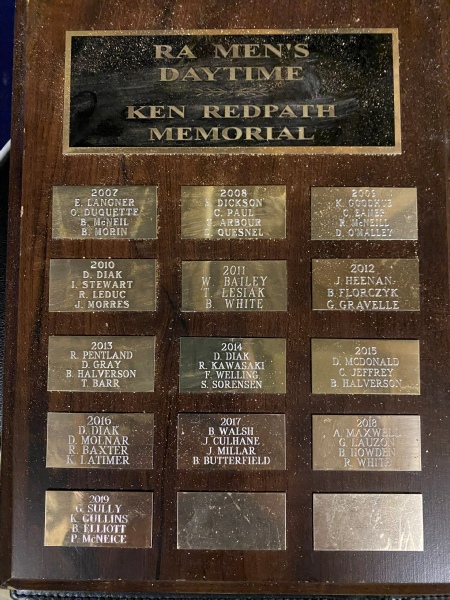 RA MEN'S
DAYTIME
KEN REDPATH
MEMORIAL
2007
E. LANGNER
O. DUQUETTE
B. McNEIL
B. MORIN
2008
DICKSON
C. PAUL
ARBOUR
QUESNEL
K.
R. McNEILL
D. O'MALLEY
2010
D. DIAK
I. STEWART
R. LEDUC
J. MORRES
2011
W. BAILEY
T. LESIAK
B. WHITE
2012
J. HEENAN
B. FLORCZYK
G. GRAVELLE
2013
R. PENTLAND
D. GRAY
B. HALVERSON
T. BARR
2014
D. DIAK
R. KAWASAKI
F. WELLING
S. SORENSEN
2015
D. McDONALD
C. JEFFREY
B. HALVERSON
2016
D. DIAK
D. MOLNAR
R. BAXTER
K. LATIMER
2017
B. WALSH
J. CULHANE
J. MILLAR
B. BUTTERFIELD
2018
A. MAXWELL
G. LAUZON
B. HOWDEN
R. WHITE
2019
G. SULLY
K. GULLINS
B. ELLIOTT
P. McNEICE